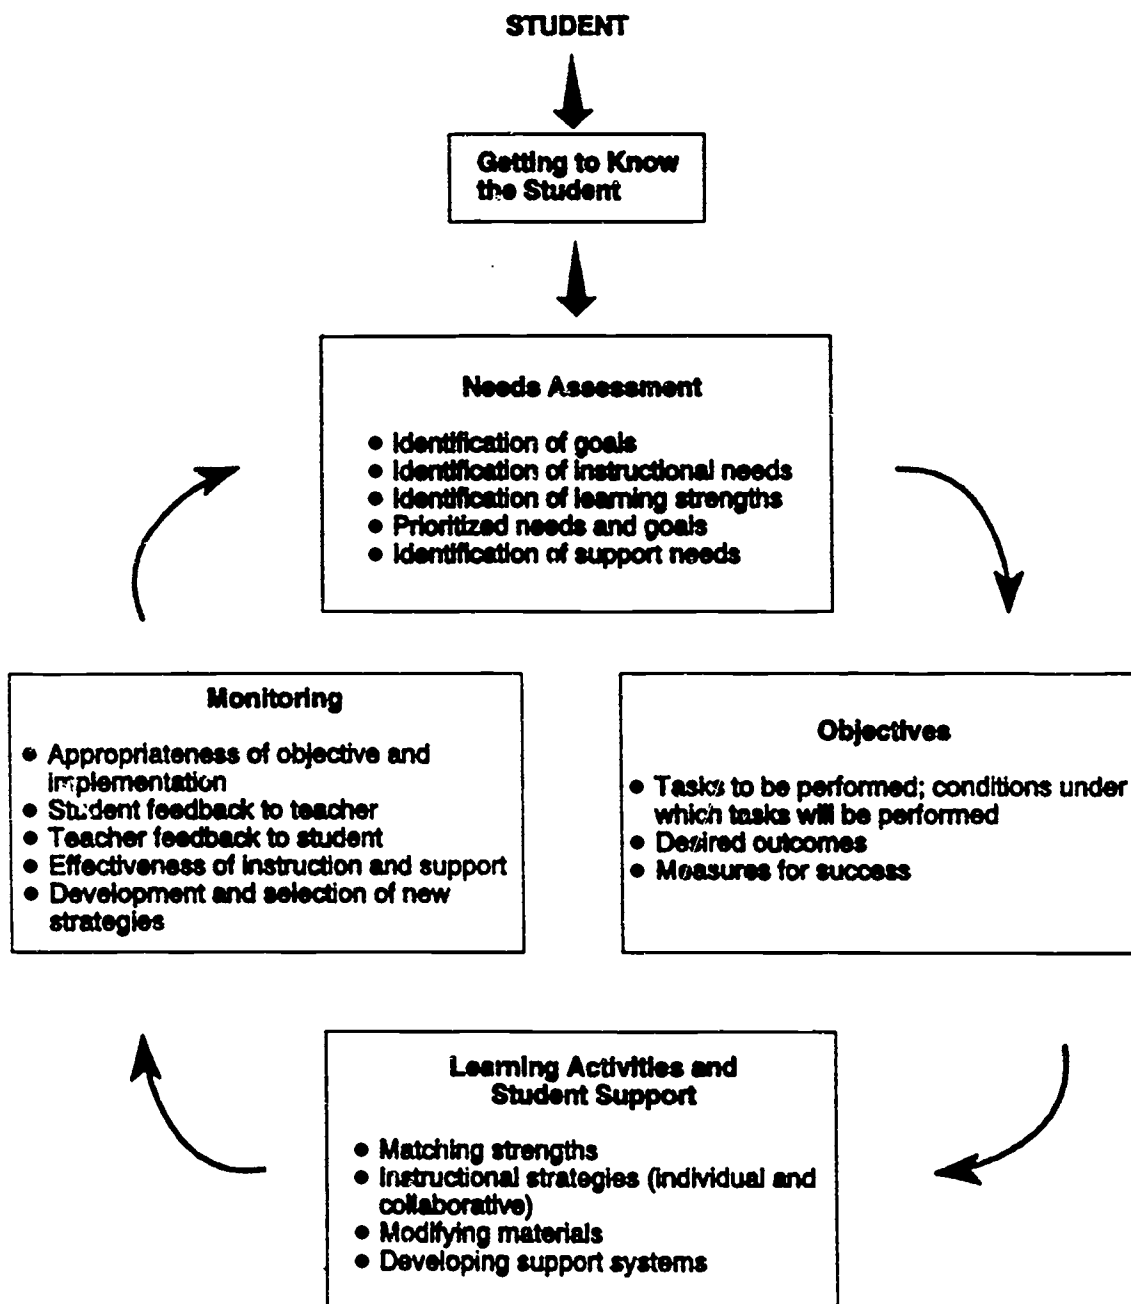 STUDENT
Getting to Know
the Student
Needs Assessment
● Identification of goals
● Identification of instructional needs
● Identification of learning strengths
● Prioritized needs and goals
● Identification of support needs
Monitoring
● Appropriateness of objective and
implementation
● Student feedback to teacher
● Teacher feedback to student
● Effectiveness of instruction and support
● Development and selection of new
strategies
Objectives
● Tasks to be performed; conditions under
which tasks will be performed
● Desired outcomes
● Measures for success
Learning Activities and
Student Support
● Matching strengths
● Instructional strategies (individual and
collaborative)
● Modifying materials
● Developing support systems